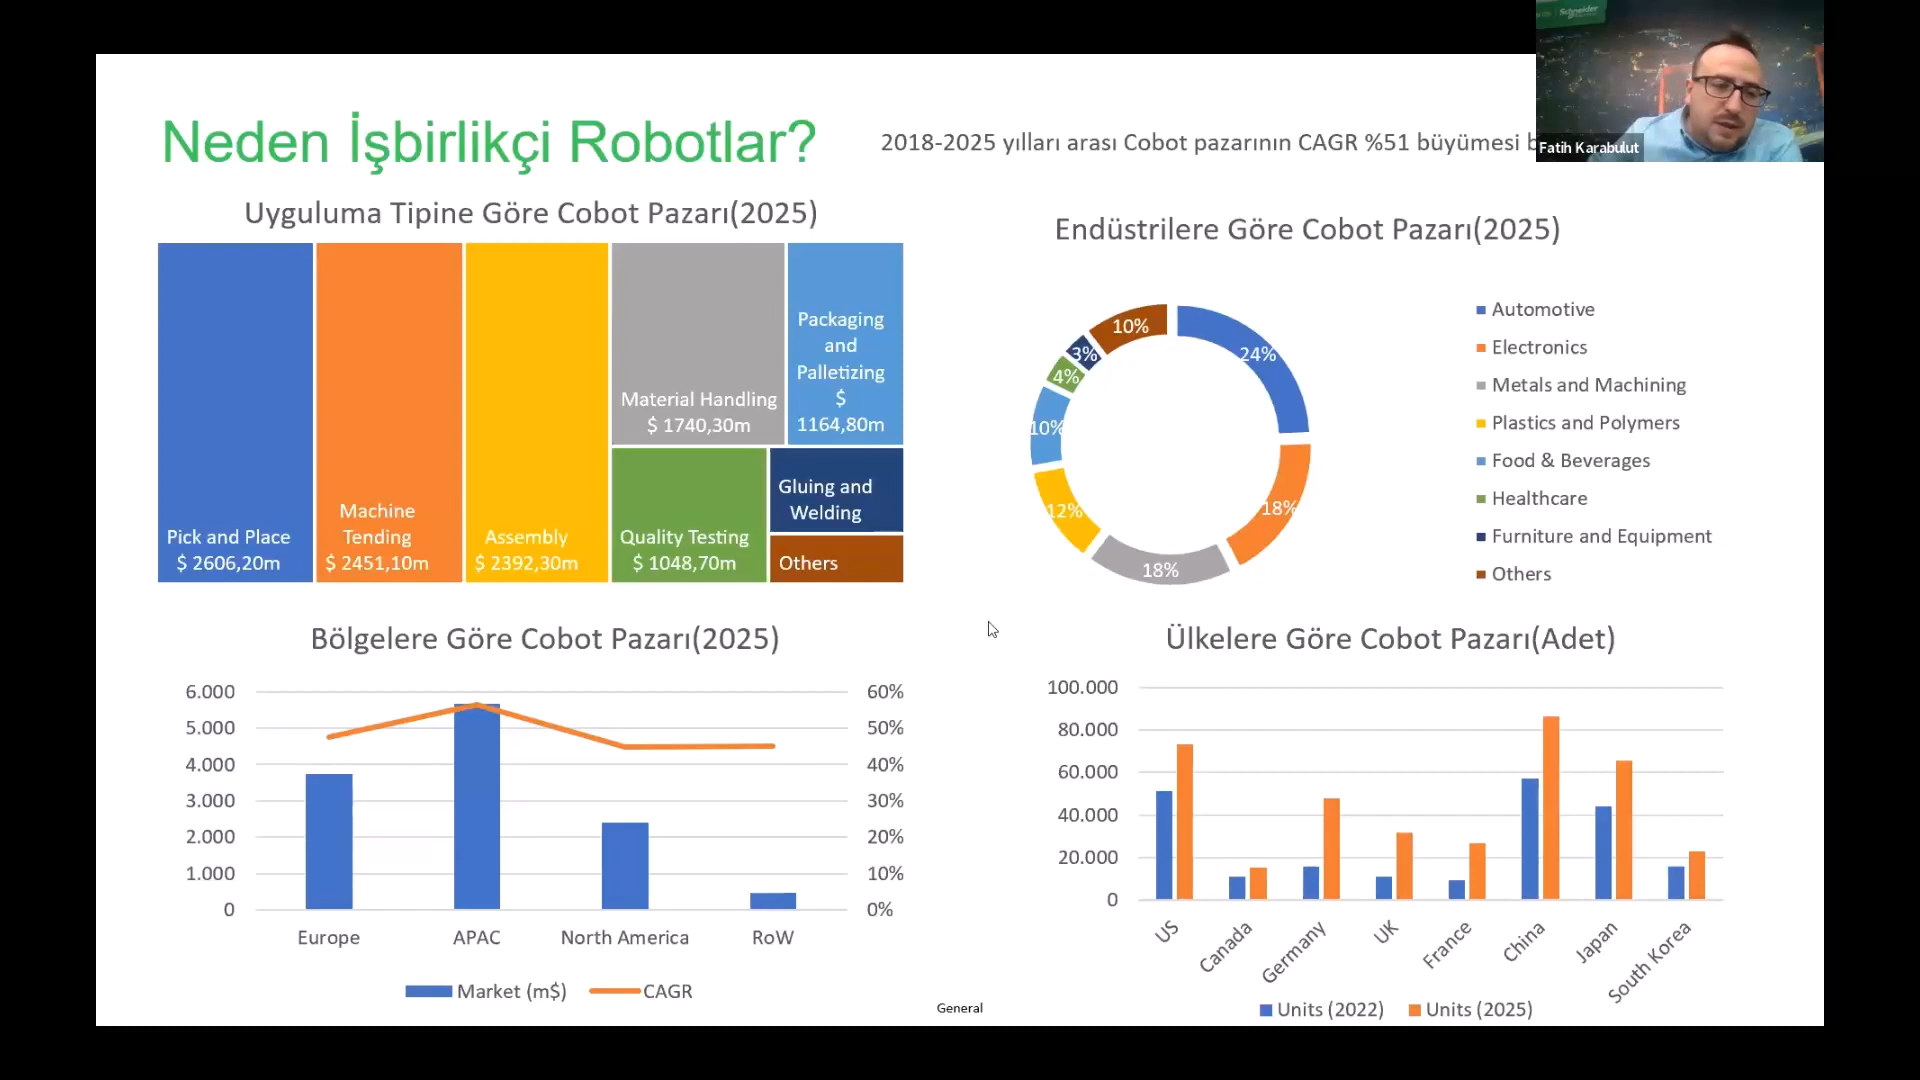 Schneider
Fatih Karabulut
Neden İşbirlikçi Robotlar?
2018-2025 yılları arası Cobot pazarının CAGR %51 büyümesi
Uyguluma Tipine Göre Cobot Pazarı(2025)
Pick and Place
$ 2606,20m
Machine
Tending
$ 2451,10m
Assembly
$ 2392,30m
Material Handling
$ 1740,30m
Packaging
and
Palletizing
$
1164,80m
Quality Testing
$ 1048,70m
Gluing and
Welding
Others
Endüstrilere Göre Cobot Pazarı(2025)
24%
18%
18%
12%
10%
4%
3%
10%
Automotive
Electronics
Metals and Machining
Plastics and Polymers
Food & Beverages
Healthcare
Furniture and Equipment
Others
Bölgelere Göre Cobot Pazarı(2025)
6.000
5.000
4.000
3.000
2.000
1.000
0
60%
50%
40%
30%
20%
10%
0%
Europe
APAC
North America
RoW
Market (m$)
CAGR
Ülkelere Göre Cobot Pazarı(Adet)
100.000
80.000
60.000
40.000
20.000
0
US
Canada
Germany
UK
France
China
Japan
South Korea
Units (2022)
Units (2025)
General